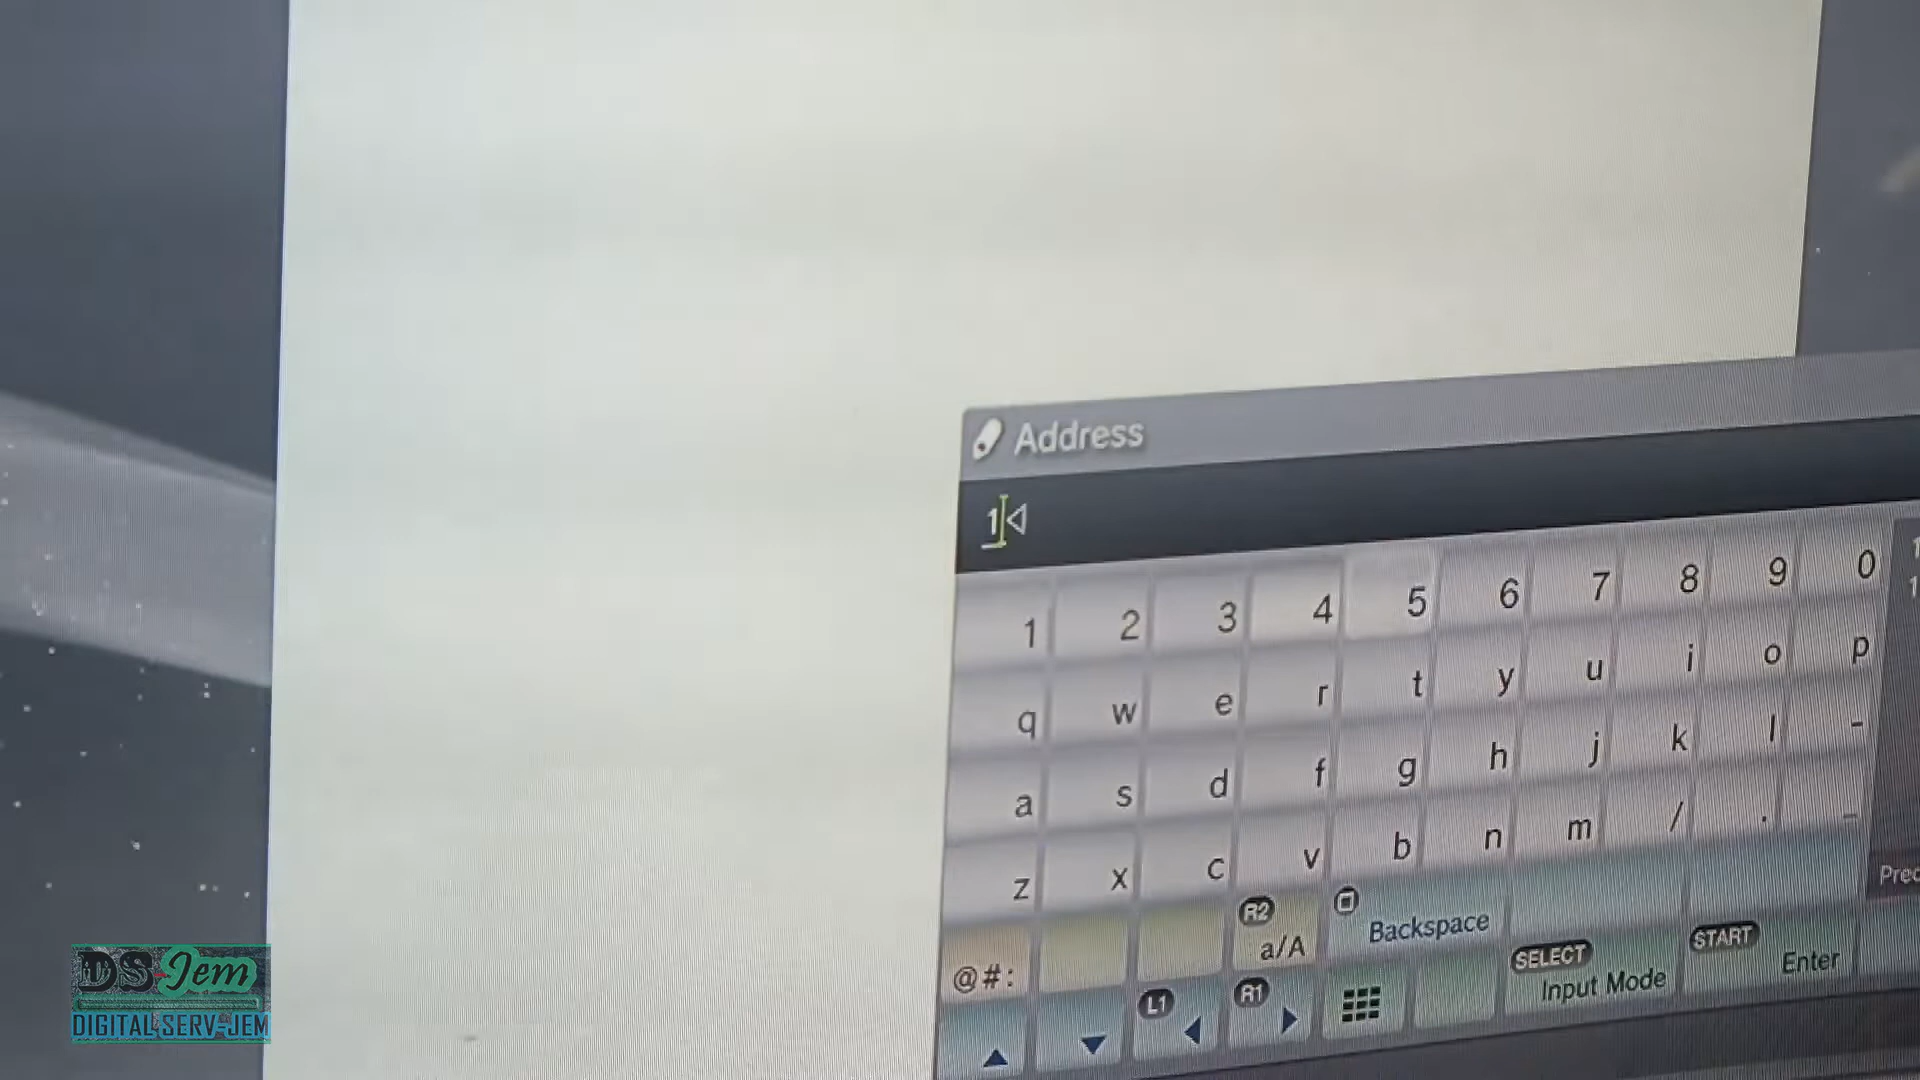 Address
1
1 2 3 4 5 6 7 8 9 0
q w e r t y u i o p
a s d f g h j k l -
z x c v b n m / . _
@#: R2 a/A Backspace
L1 R1 SELECT Input Mode START Enter
DS-Jem
DIGITAL SERV-JEM